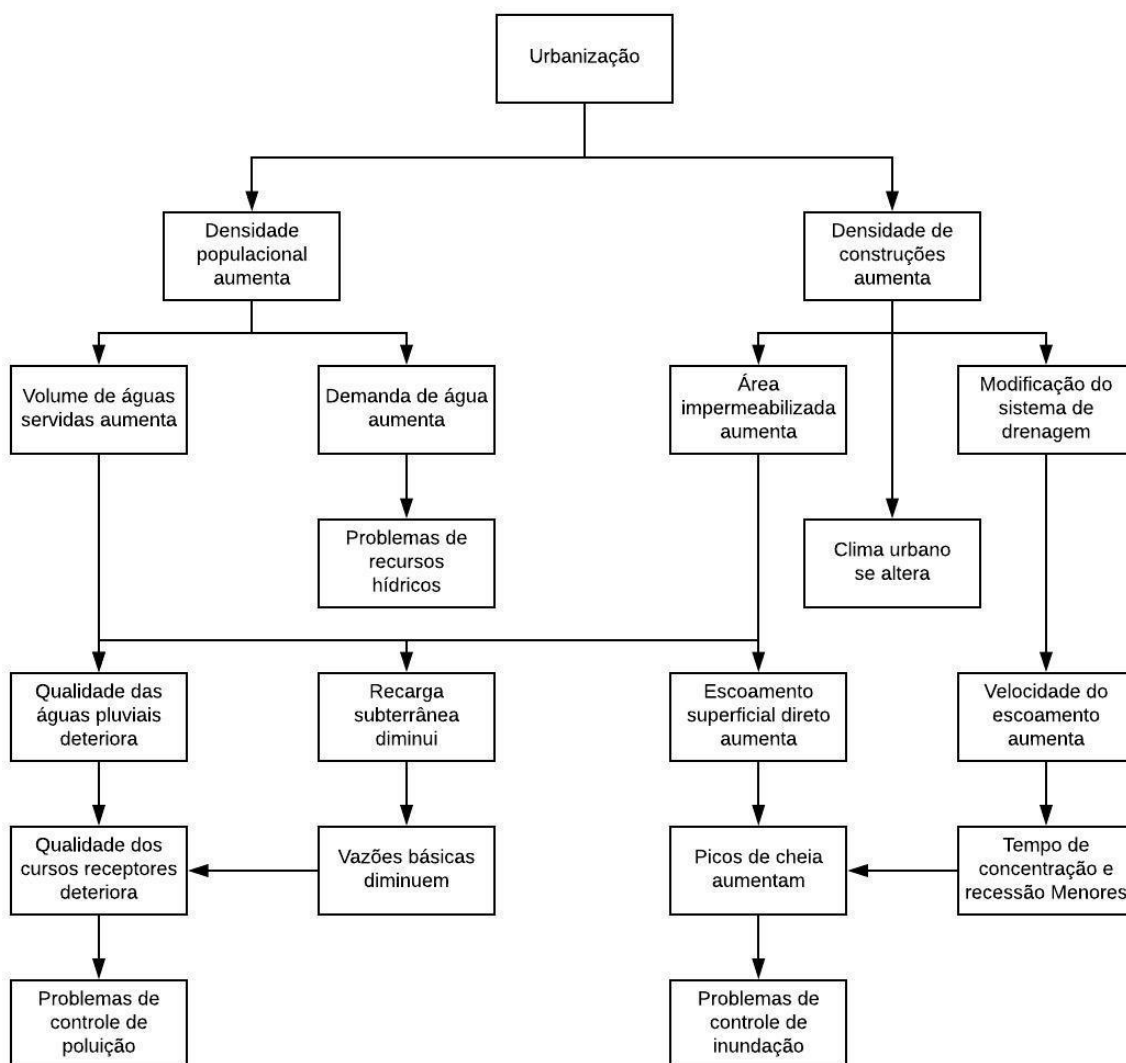 Urbanização
Densidade
populacional
aumenta
Densidade de
construções
aumenta
Volume de águas
servidas aumenta
Demanda de água
aumenta
Área
impermeabilizada
aumenta
Modificação do
sistema de
drenagem
Problemas de
recursos
hídricos
Clima urbano
se altera
Qualidade das
águas pluviais
deteriora
Recarga
subterrânea
diminui
Escoamento
superficial direto
aumenta
Velocidade do
escoamento
aumenta
Qualidade dos
cursos receptores
deteriora
Vazões básicas
diminuem
Picos de cheia
aumentam
Tempo de
concentração e
recessão Menores
Problemas de
controle de
poluição
Problemas de
controle de
inundação